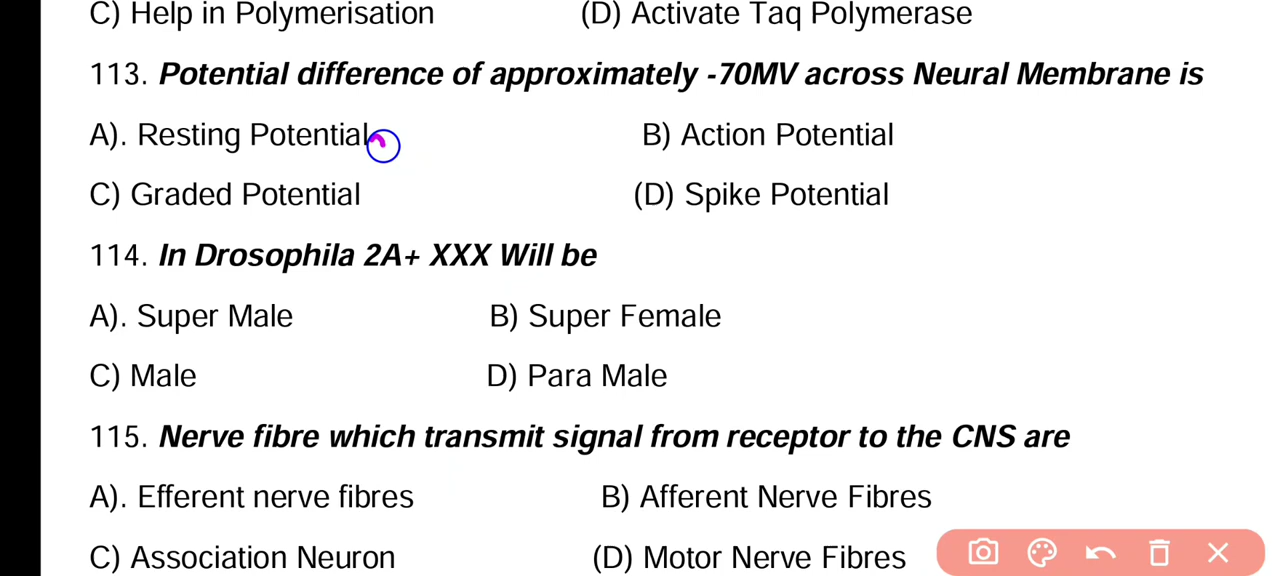 C) Help in Polymerisation (D) Activate Taq Polymerase
113. Potential difference of approximately -70MV across Neural Membrane is
A). Resting Potential B) Action Potential
C) Graded Potential (D) Spike Potential
114. In Drosophila 2A+ XXX Will be
A). Super Male B) Super Female
C) Male D) Para Male
115. Nerve fibre which transmit signal from receptor to the CNS are
A). Efferent nerve fibres B) Afferent Nerve Fibres
C) Association Neuron (D) Motor Nerve Fibres